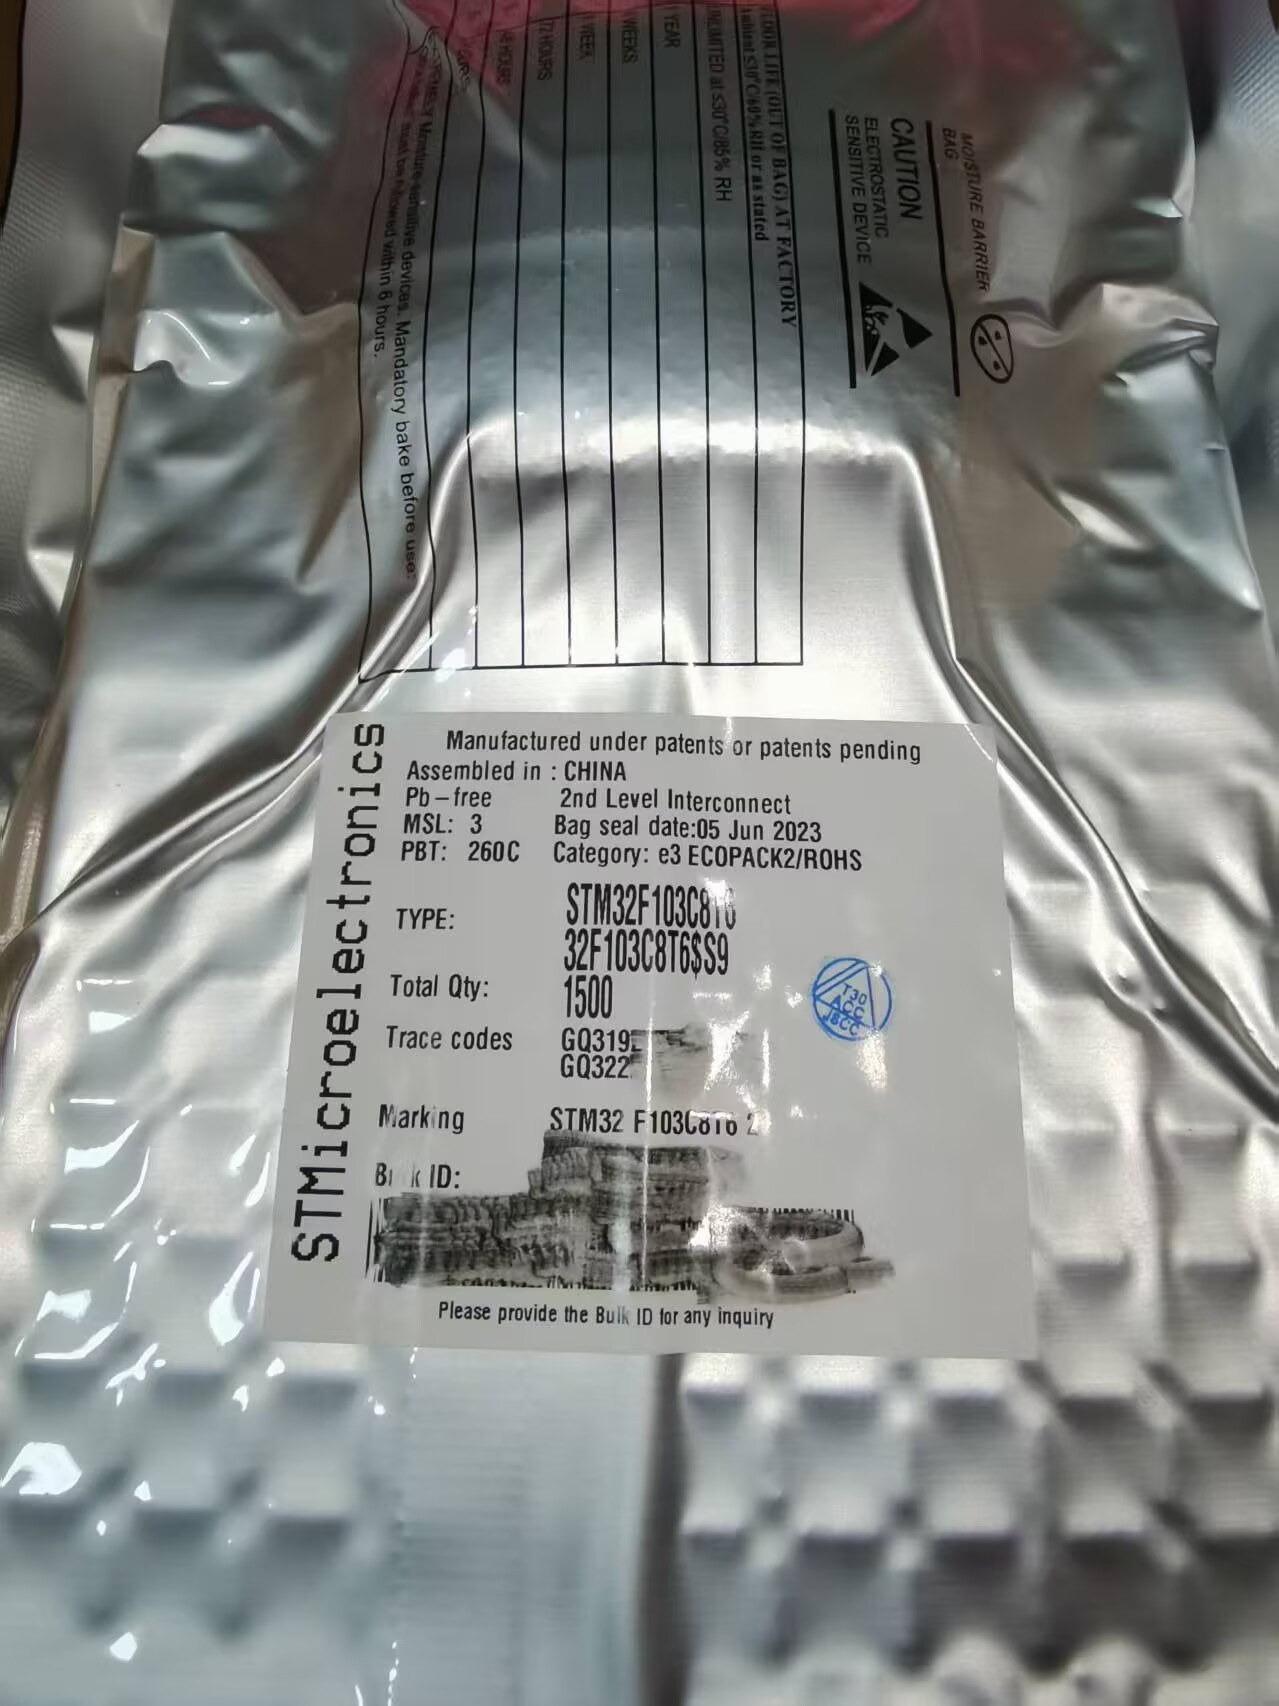 MOISTURE BARRIER
BAG
CAUTION
ELECTROSTATIC
SENSITIVE DEVICE
FLOOR LIFE (OUT OF BAG) AT FACTORY
Ambient ≤30°C/60% RH or as stated
UNLIMITED at ≤30°C/85% RH
YEAR
WEEKS
WEEK
72 HOURS
48 HOURS
Moisture-sensitive devices. Mandatory bake before use.
must be followed within 6 hours.
STMicroelectronics
Manufactured under patents or patents pending
Assembled in : CHINA
Pb-free 2nd Level Interconnect
MSL: 3 Bag seal date:05 Jun 2023
PBT: 260C Category: e3 ECOPACK2/ROHS
TYPE: STM32F103C8T6
32F103C8T6$S9
Total Qty: 1500
Trace codes GQ319
GQ322
Marking STM32 F103C8T6 2
Bulk ID:
Please provide the Bulk ID for any inquiry
T30
ACC
JBCC